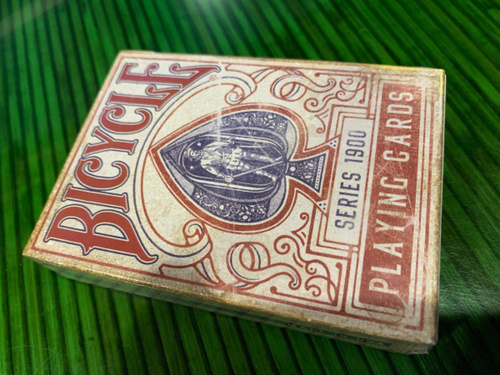 BICYCLE
SERIES 1900
PLAYING CARDS